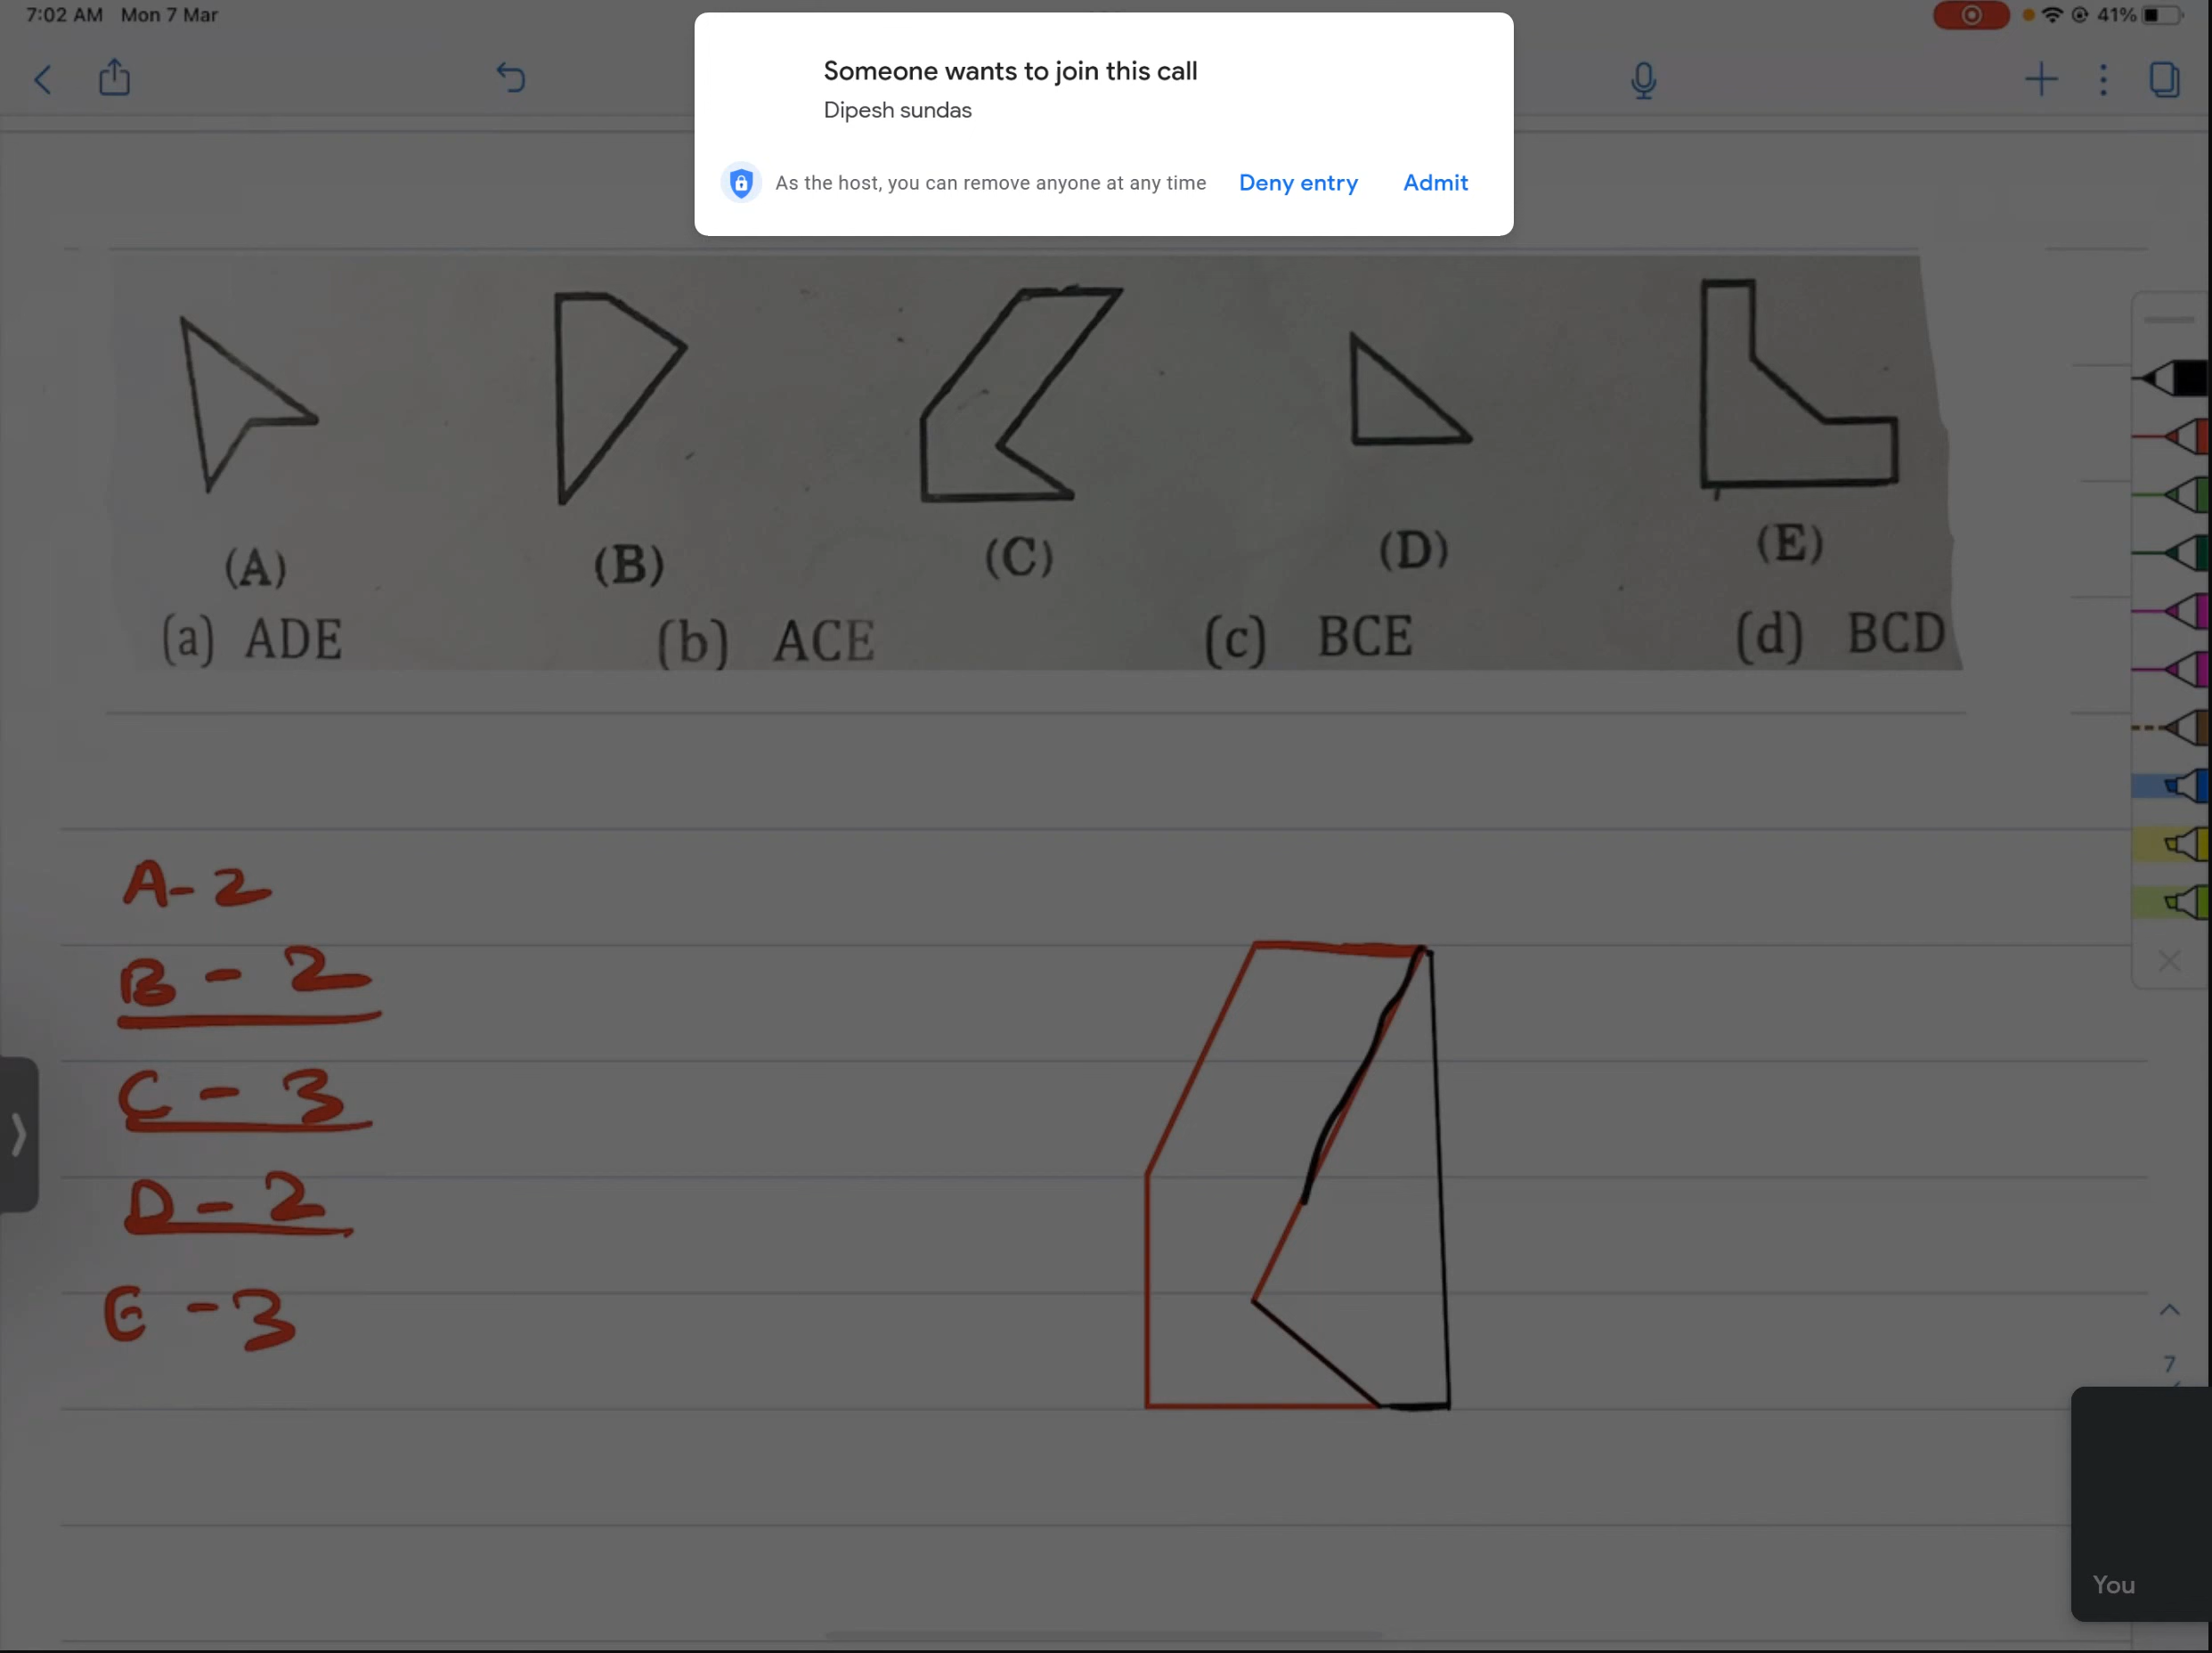 7:02 AM Mon 7 Mar
41%
Someone wants to join this call
Dipesh sundas
As the host, you can remove anyone at any time Deny entry Admit
(A) (B) (C) (D) (E)
(a) ADE (b) ACE (c) BCE (d) BCD
A - 2
B - 2
C - 3
D - 2
E - 3
7
You